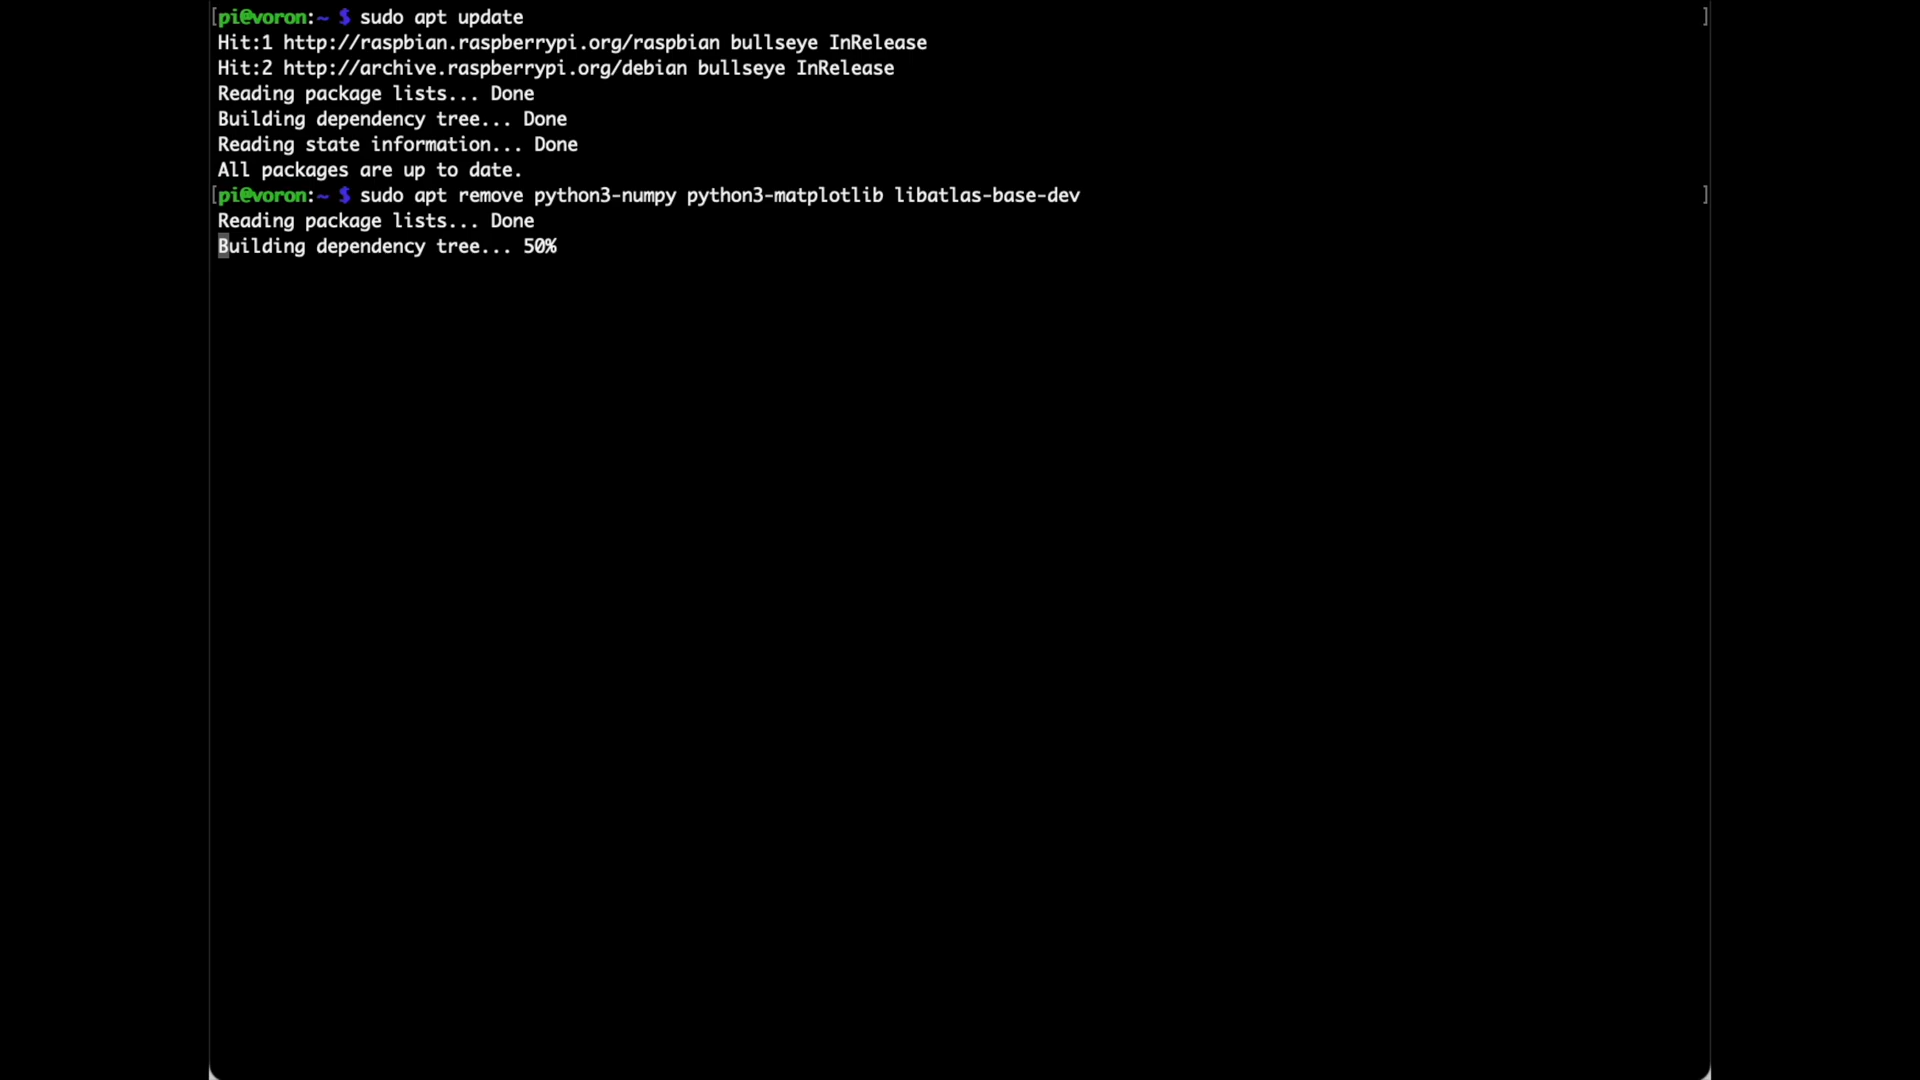 [pi@voron:~ $ sudo apt update ]
Hit:1 http://raspbian.raspberrypi.org/raspbian bullseye InRelease
Hit:2 http://archive.raspberrypi.org/debian bullseye InRelease
Reading package lists... Done
Building dependency tree... Done
Reading state information... Done
All packages are up to date.
[pi@voron:~ $ sudo apt remove python3-numpy python3-matplotlib libatlas-base-dev ]
Reading package lists... Done
Building dependency tree... 50%